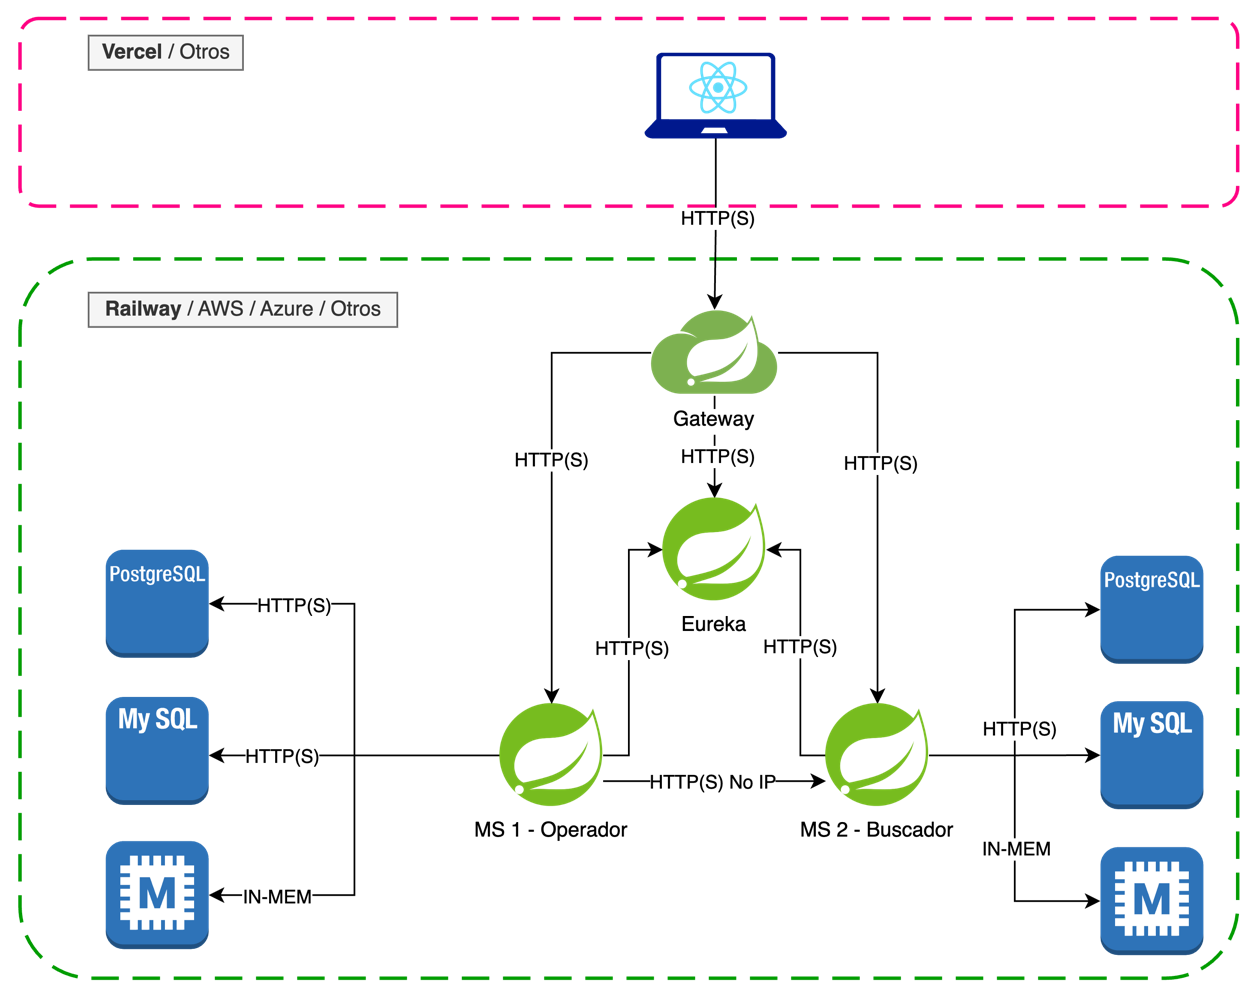 Vercel / Otros
HTTP(S)
Railway / AWS / Azure / Otros
Gateway
HTTP(S)
HTTP(S)
HTTP(S)
PostgreSQL
HTTP(S)
Eureka
HTTP(S)
HTTP(S)
PostgreSQL
My SQL
HTTP(S)
HTTP(S) No IP
HTTP(S)
My SQL
MS 1 - Operador
MS 2 - Buscador
IN-MEM
M
IN-MEM
M